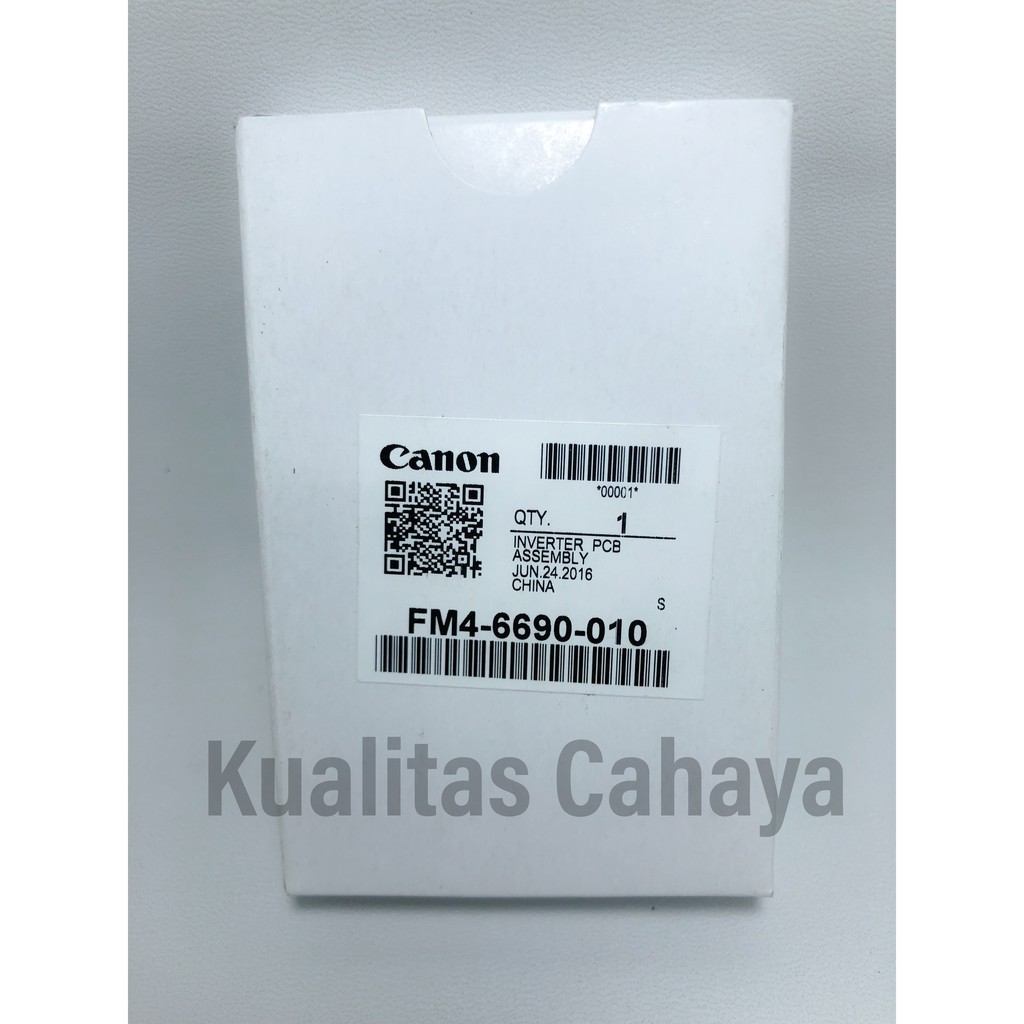 Canon
*00001*
QTY. 1
INVERTER PCB
ASSEMBLY
JUN.24.2016
CHINA
S
FM4-6690-010
Kualitas Cahaya